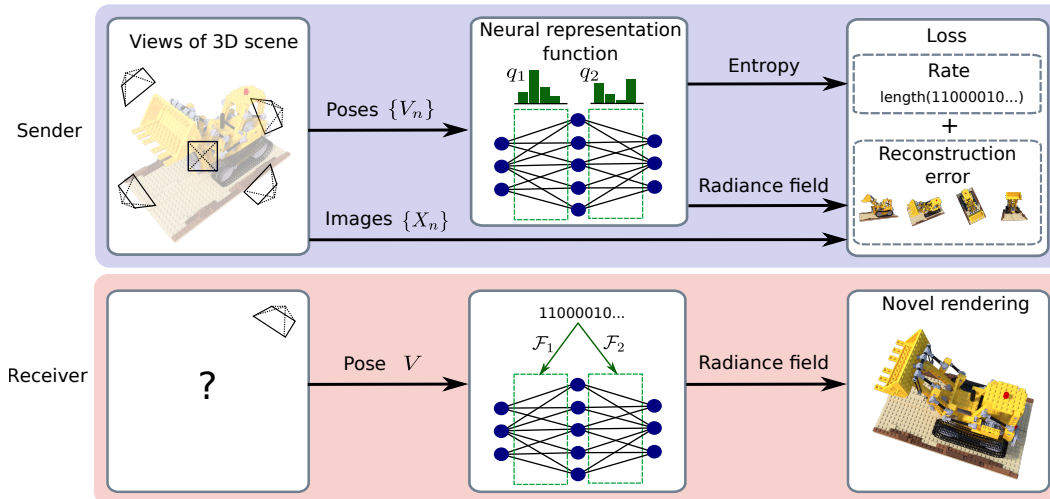 Sender
Views of 3D scene
Poses {V_n}
Images {X_n}
Neural representation
function
q_1
q_2
Entropy
Radiance field
Loss
Rate
length(11000010...)
+
Reconstruction
error
Receiver
?
Pose V
11000010...
F_1
F_2
Radiance field
Novel rendering